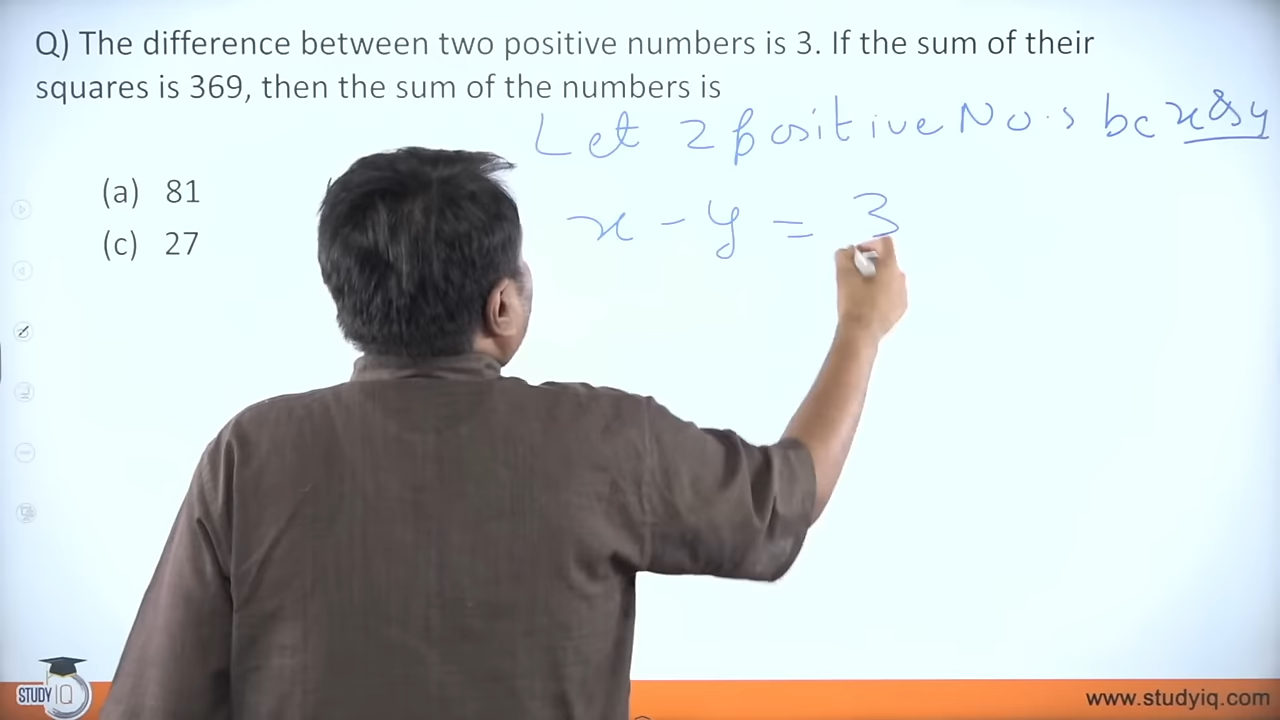 Q) The difference between two positive numbers is 3. If the sum of their
squares is 369, then the sum of the numbers is
Let 2 positive No.s be x & y
(a) 81
x - y = 3
(c) 27
STUDY IQ
www.studyiq.com